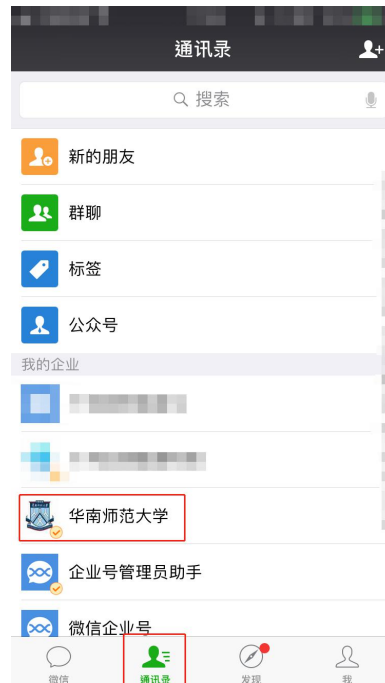 通讯录
搜索
新的朋友
群聊
标签
公众号
我的企业
华南师范大学
企业号管理员助手
微信企业号
微信
通讯录
发现
我